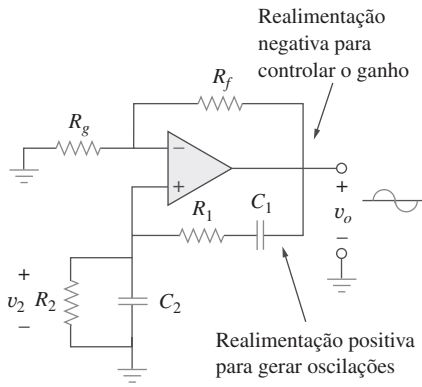 Realimentação
negativa para
controlar o ganho
R_f
R_g
−
+
R_1
C_1
+
v_o
−
+
v_2
−
R_2
C_2
Realimentação positiva
para gerar oscilações